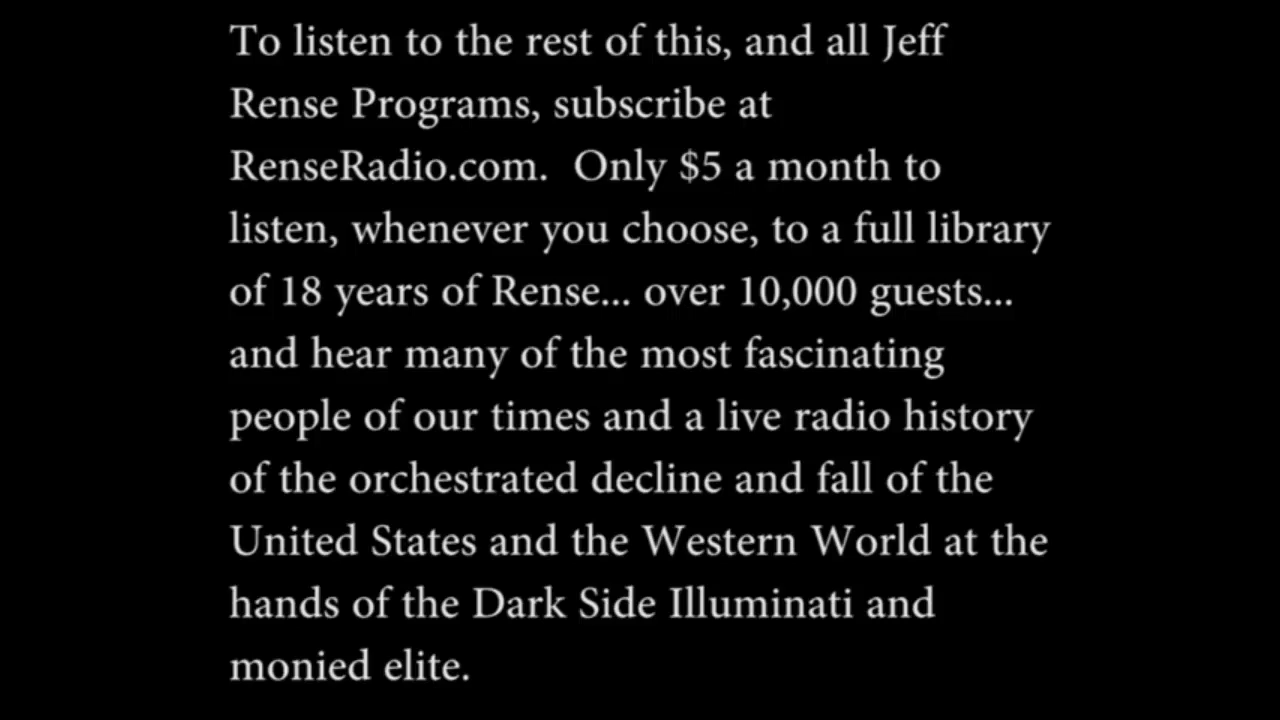 To listen to the rest of this, and all Jeff
Rense Programs, subscribe at
RenseRadio.com.  Only $5 a month to
listen, whenever you choose, to a full library
of 18 years of Rense... over 10,000 guests...
and hear many of the most fascinating
people of our times and a live radio history
of the orchestrated decline and fall of the
United States and the Western World at the
hands of the Dark Side Illuminati and
monied elite.